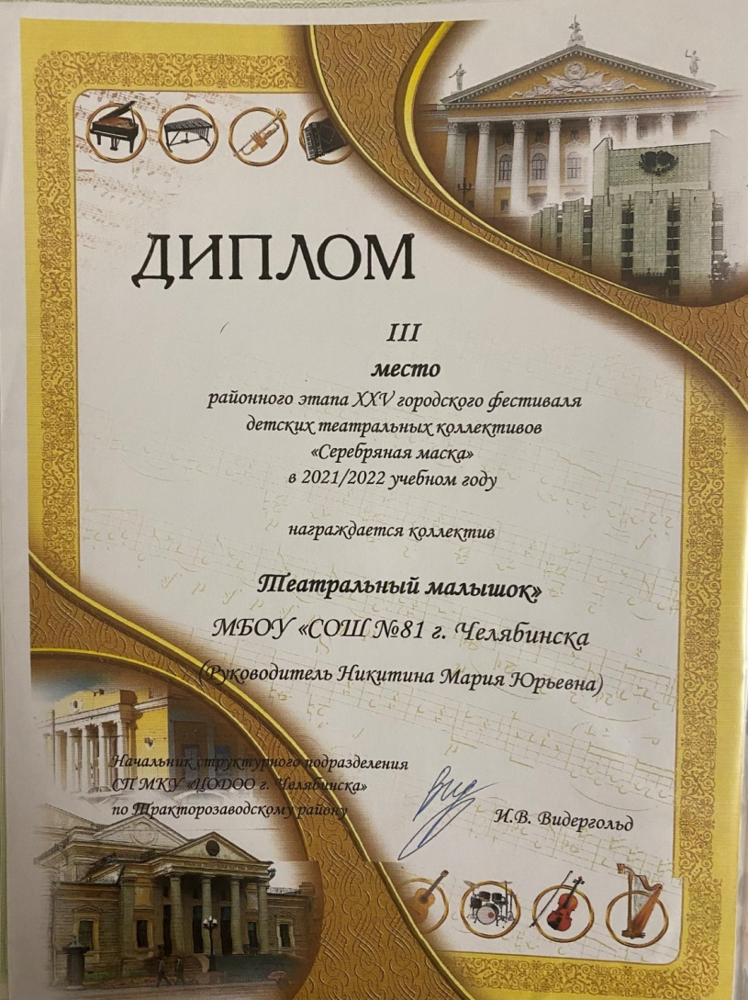 ДИПЛОМ
III
место
районного этапа XXV городского фестиваля
детских театральных коллективов
«Серебряная маска»
в 2021/2022 учебном году
награждается коллектив
Театральный малышок»
МБОУ «СОШ №81 г. Челябинска
(Руководитель Никитина Мария Юрьевна)
Начальник структурного подразделения
СП МКУ «ЦОДОО г. Челябинска»
по Тракторозаводскому району
И.В. Видергольд